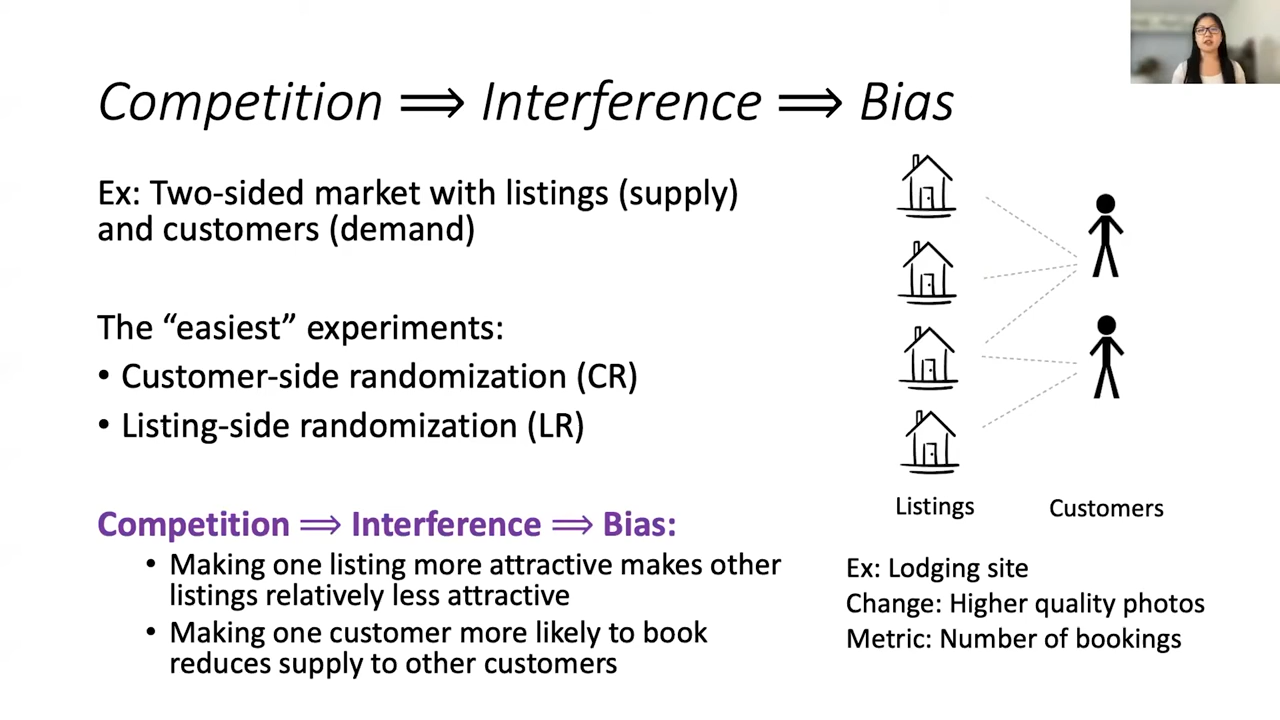 Competition ⟹ Interference ⟹ Bias
Ex: Two-sided market with listings (supply)
and customers (demand)
The “easiest” experiments:
• Customer-side randomization (CR)
• Listing-side randomization (LR)
Competition ⟹ Interference ⟹ Bias:
• Making one listing more attractive makes other
listings relatively less attractive
• Making one customer more likely to book
reduces supply to other customers
Listings
Customers
Ex: Lodging site
Change: Higher quality photos
Metric: Number of bookings